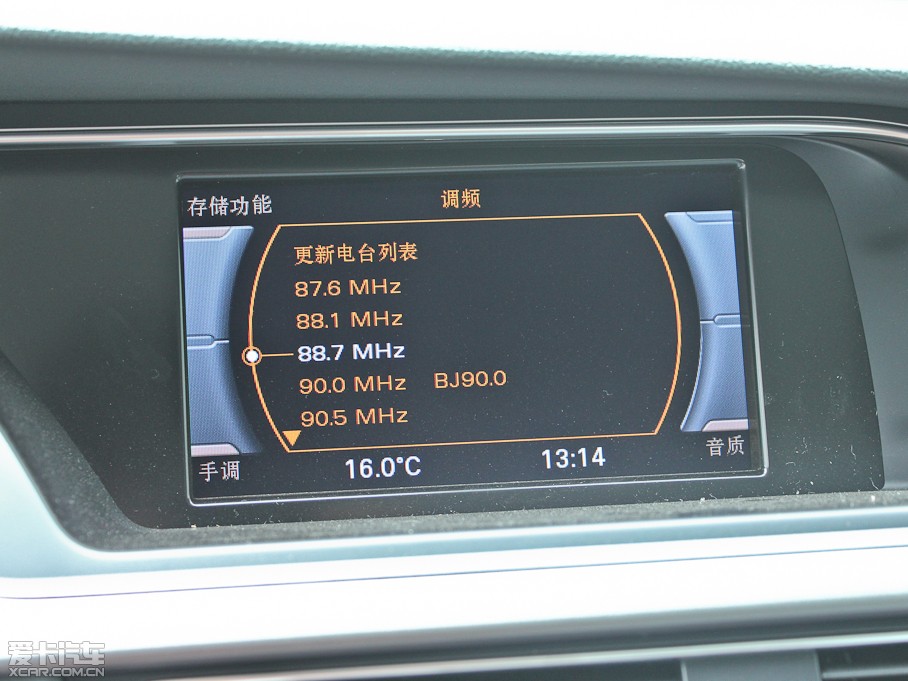 存储功能
调频
更新电台列表
87.6 MHz
88.1 MHz
88.7 MHz
90.0 MHz BJ90.0
90.5 MHz
手调
16.0°C
13:14
音质
爱卡汽车
XCAR.COM.CN